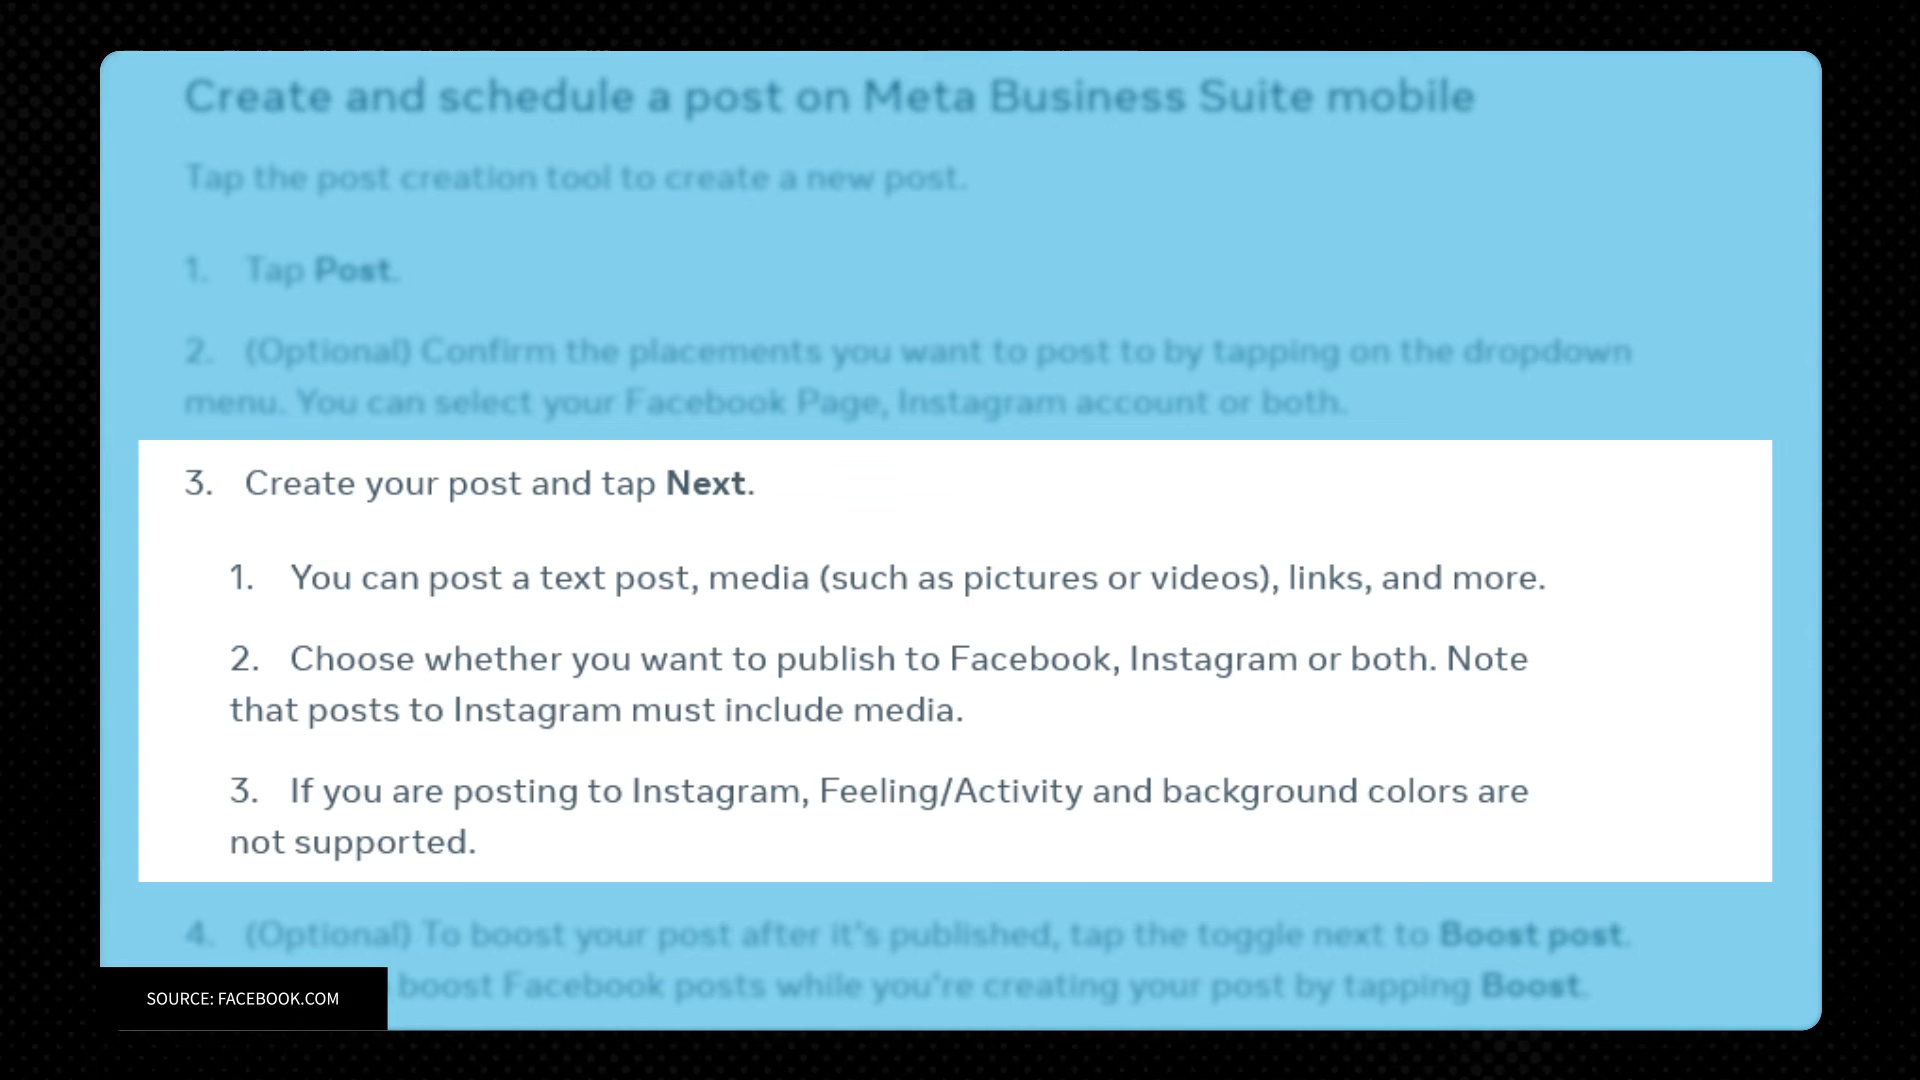 Create and schedule a post on Meta Business Suite mobile
Tap the post creation tool to create a new post.
1. Tap Post.
2. (Optional) Confirm the placements you want to post to by tapping on the dropdown
menu. You can select your Facebook Page, Instagram account or both.
3. Create your post and tap Next.
1. You can post a text post, media (such as pictures or videos), links, and more.
2. Choose whether you want to publish to Facebook, Instagram or both. Note
that posts to Instagram must include media.
3. If you are posting to Instagram, Feeling/Activity and background colors are
not supported.
4. (Optional) To boost your post after it's published, tap the toggle next to Boost post.
boost Facebook posts while you're creating your post by tapping Boost.
SOURCE: FACEBOOK.COM